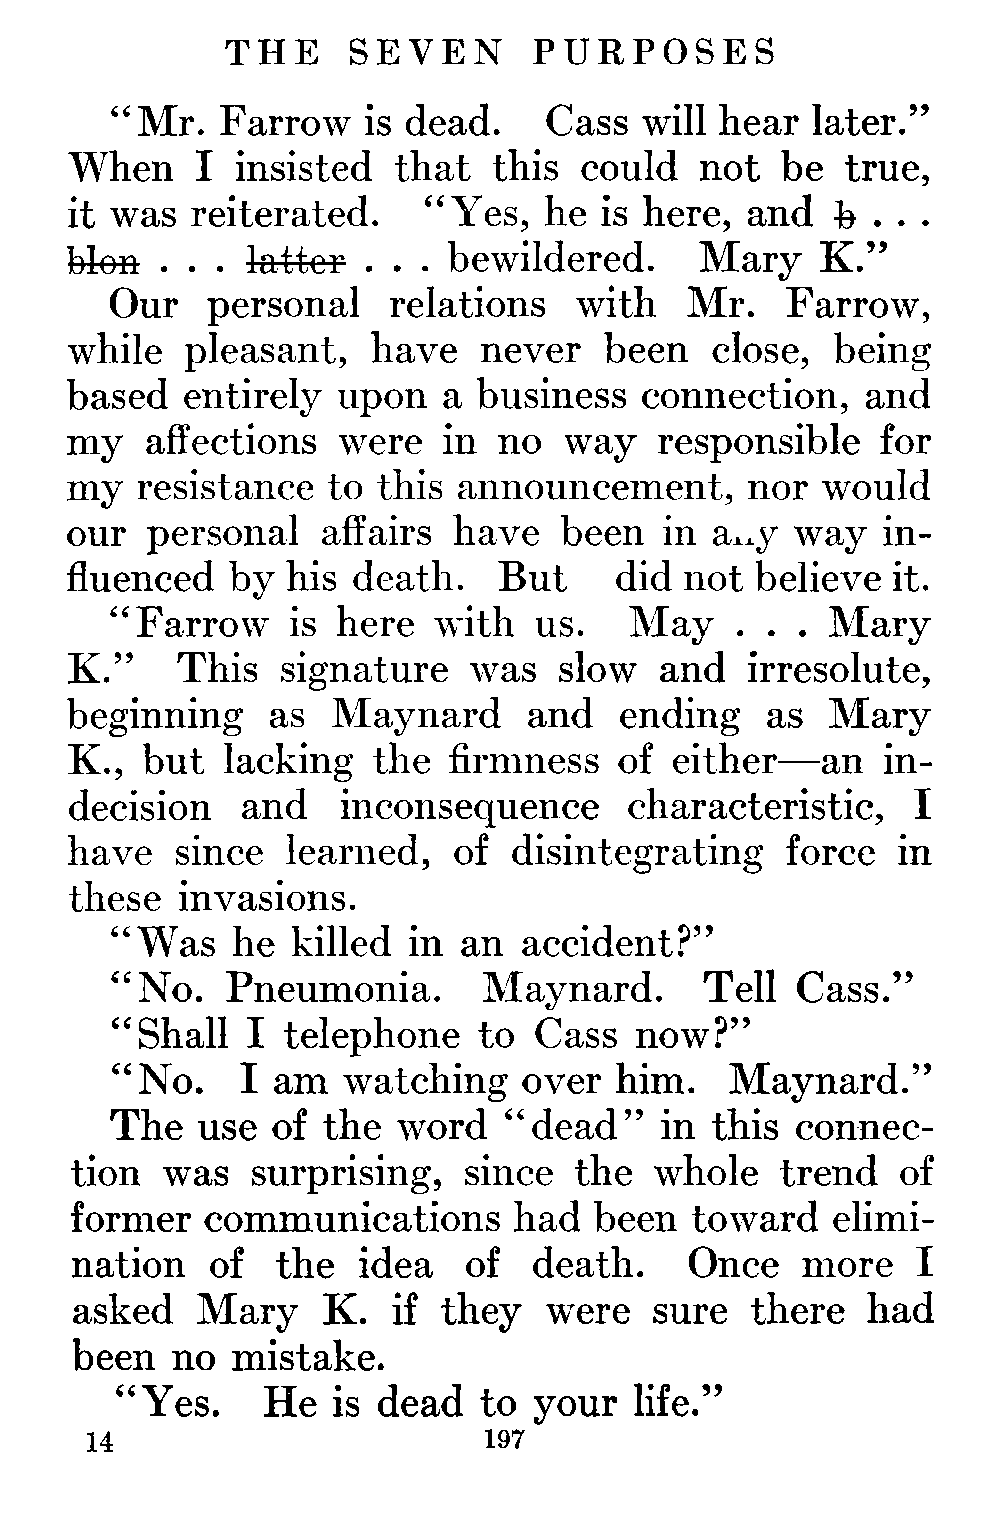 THE SEVEN PURPOSES
“Mr. Farrow is dead. Cass will hear later.”
When I insisted that this could not be true,
it was reiterated. “Yes, he is here, and b . . .
blon . . . latter . . . bewildered. Mary K.”
Our personal relations with Mr. Farrow,
while pleasant, have never been close, being
based entirely upon a business connection, and
my affections were in no way responsible for
my resistance to this announcement, nor would
our personal affairs have been in any way in-
fluenced by his death. But did not believe it.
“Farrow is here with us. May . . . Mary
K.” This signature was slow and irresolute,
beginning as Maynard and ending as Mary
K., but lacking the firmness of either—an in-
decision and inconsequence characteristic, I
have since learned, of disintegrating force in
these invasions.
“Was he killed in an accident?”
“No. Pneumonia. Maynard. Tell Cass.”
“Shall I telephone to Cass now?”
“No. I am watching over him. Maynard.”
The use of the word “dead” in this connec-
tion was surprising, since the whole trend of
former communications had been toward elimi-
nation of the idea of death. Once more I
asked Mary K. if they were sure there had
been no mistake.
“Yes. He is dead to your life.”
14 197